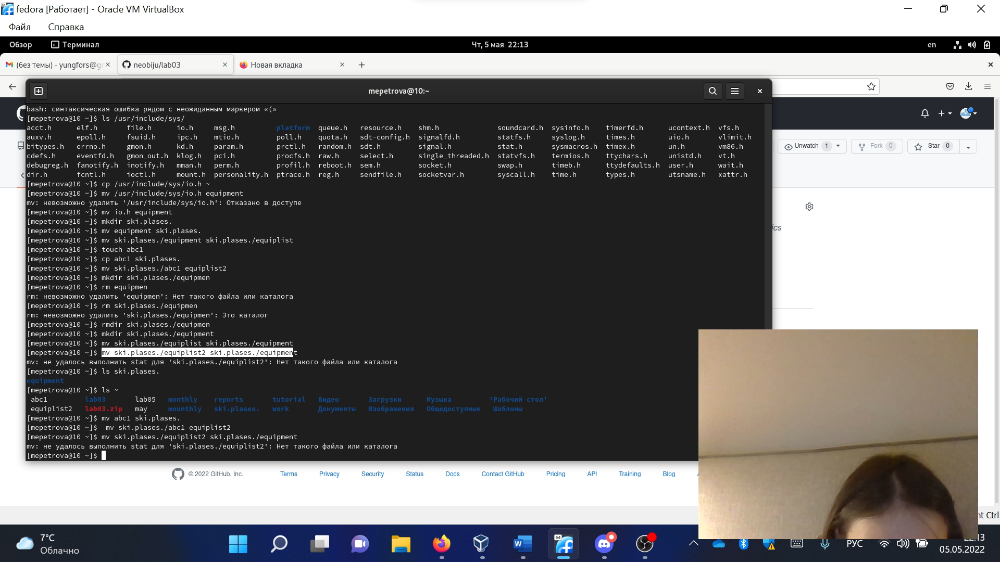 fedora [Работает] - Oracle VM VirtualBox
Файл Справка
Обзор Терминал Чт, 5 мая 22:13 en
(без темы) - yungfors@g neobiju/lab03 Новая вкладка
mepetrova@10:~
bash: синтаксическая ошибка рядом с неожиданным маркером «(»
[mepetrova@10 ~]$ ls /usr/include/sys/
acct.h elf.h file.h io.h msg.h platform queue.h resource.h shm.h soundcard.h sysinfo.h timerfd.h ucontext.h vfs.h
auxv.h epoll.h fsuid.h ipc.h mtio.h poll.h quota.h sdt-config.h signalfd.h statfs.h syslog.h times.h uio.h vlimit.h
bitypes.h errno.h gmon.h kd.h param.h prctl.h random.h sdt.h signal.h stat.h sysmacros.h timex.h un.h vm86.h
cdefs.h eventfd.h gmon_out.h klog.h pci.h procfs.h raw.h select.h single_threaded.h statvfs.h termios.h ttychars.h unistd.h vt.h
debugreg.h fanotify.h inotify.h mman.h perm.h profil.h reboot.h sem.h socket.h swap.h timeb.h ttydefaults.h user.h wait.h
dir.h fcntl.h ioctl.h mount.h personality.h ptrace.h reg.h sendfile.h socketvar.h syscall.h time.h types.h utsname.h xattr.h
[mepetrova@10 ~]$ cp /usr/include/sys/io.h ~
[mepetrova@10 ~]$ mv /usr/include/sys/io.h equipment
mv: невозможно удалить '/usr/include/sys/io.h': Отказано в доступе
[mepetrova@10 ~]$ mv io.h equipment
[mepetrova@10 ~]$ mkdir ski.plases.
[mepetrova@10 ~]$ mv equipment ski.plases.
[mepetrova@10 ~]$ mv ski.plases./equipment ski.plases./equiplist
[mepetrova@10 ~]$ touch abc1
[mepetrova@10 ~]$ cp abc1 ski.plases.
[mepetrova@10 ~]$ mv ski.plases./abc1 equiplist2
[mepetrova@10 ~]$ mkdir ski.plases./equipmen
[mepetrova@10 ~]$ rm equipmen
rm: невозможно удалить 'equipmen': Нет такого файла или каталога
[mepetrova@10 ~]$ rm ski.plases./equipmen
rm: невозможно удалить 'ski.plases./equipmen': Это каталог
[mepetrova@10 ~]$ rmdir ski.plases./equipmen
[mepetrova@10 ~]$ mkdir ski.plases./equipment
[mepetrova@10 ~]$ mv ski.plases./equiplist ski.plases./equipment
[mepetrova@10 ~]$ mv ski.plases./equiplist2 ski.plases./equipment
mv: не удалось выполнить stat для 'ski.plases./equiplist2': Нет такого файла или каталога
[mepetrova@10 ~]$ ls ski.plases.
equipment
[mepetrova@10 ~]$ ls ~
abc1 lab03 lab05 monthly reports tutorial Видео Загрузки Музыка 'Рабочий стол'
equiplist2 lab03.zip may mounthly ski.plases. work Документы Изображения Общедоступные Шаблоны
[mepetrova@10 ~]$ mv abc1 ski.plases.
[mepetrova@10 ~]$  mv ski.plases./abc1 equiplist2
[mepetrova@10 ~]$ mv ski.plases./equiplist2 ski.plases./equipment
mv: не удалось выполнить stat для 'ski.plases./equiplist2': Нет такого файла или каталога
[mepetrova@10 ~]$
Unwatch 1 Fork 0 Star 0
ics
© 2022 GitHub, Inc. Terms Privacy Security Status Docs Contact GitHub Pricing API Training Blog
nt Ctrl
7°C
Облачно
64
РУС
22:13
05.05.2022